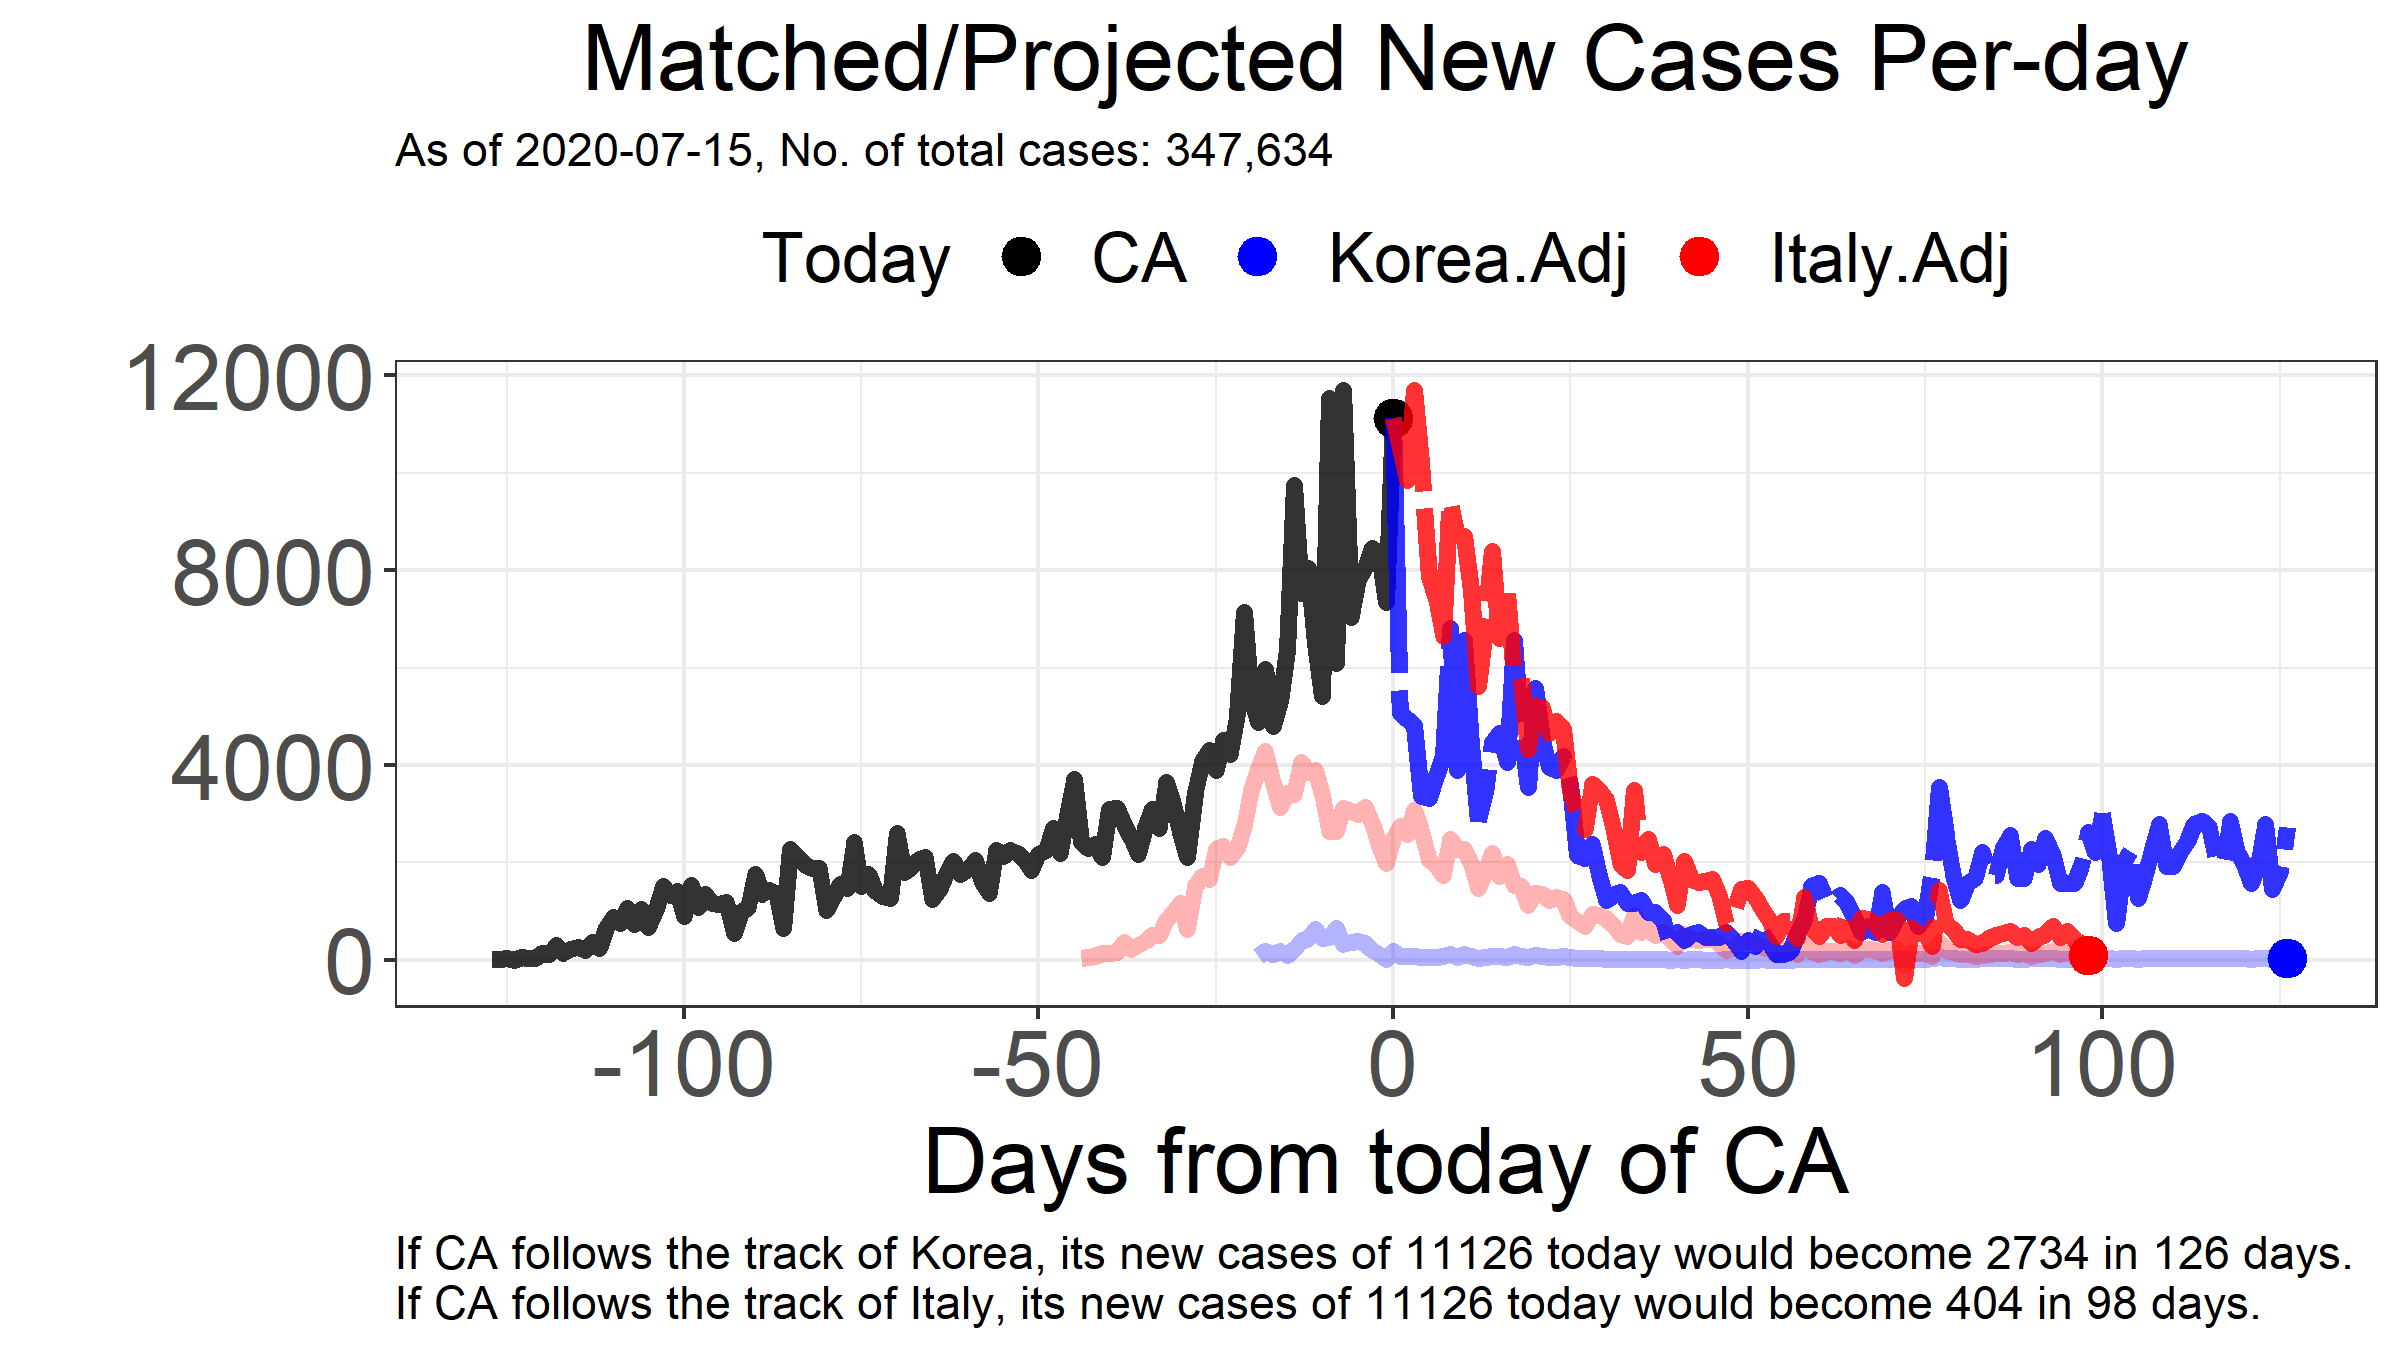 Matched/Projected New Cases Per-day
As of 2020-07-15, No. of total cases: 347,634
Today CA Korea.Adj Italy.Adj
12000
8000
4000
0
-100 -50 0 50 100
Days from today of CA
If CA follows the track of Korea, its new cases of 11126 today would become 2734 in 126 days.
If CA follows the track of Italy, its new cases of 11126 today would become 404 in 98 days.